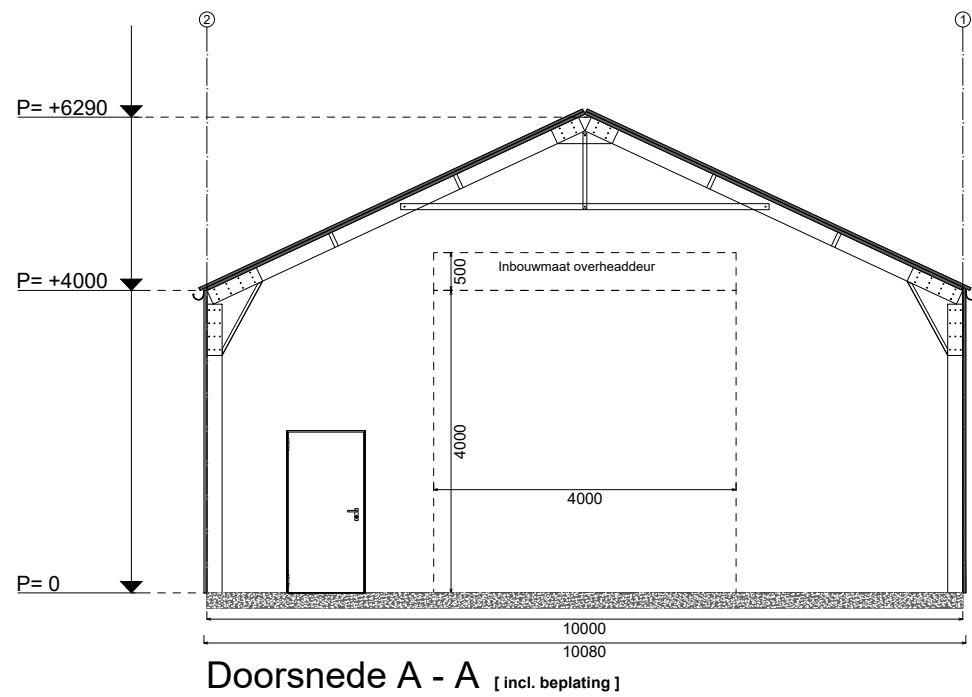 2
1
P= +6290
P= +4000
500
Inbouwmaat overheaddeur
4000
4000
P= 0
10000
10080
Doorsnede A - A [ incl. beplating ]